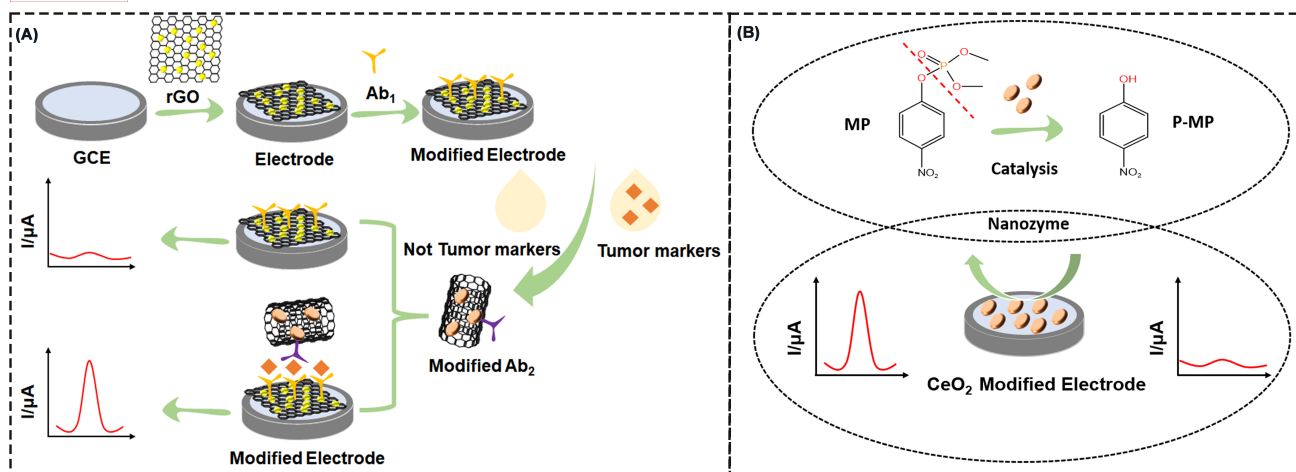 (A)
rGO
Ab₁
GCE
Electrode
Modified Electrode
I/μA
Not Tumor markers
Tumor markers
Modified Ab₂
I/μA
Modified Electrode
(B)
O
O
P
O
O
MP
NO₂
Catalysis
OH
P-MP
NO₂
Nanozyme
I/μA
CeO₂ Modified Electrode
I/μA